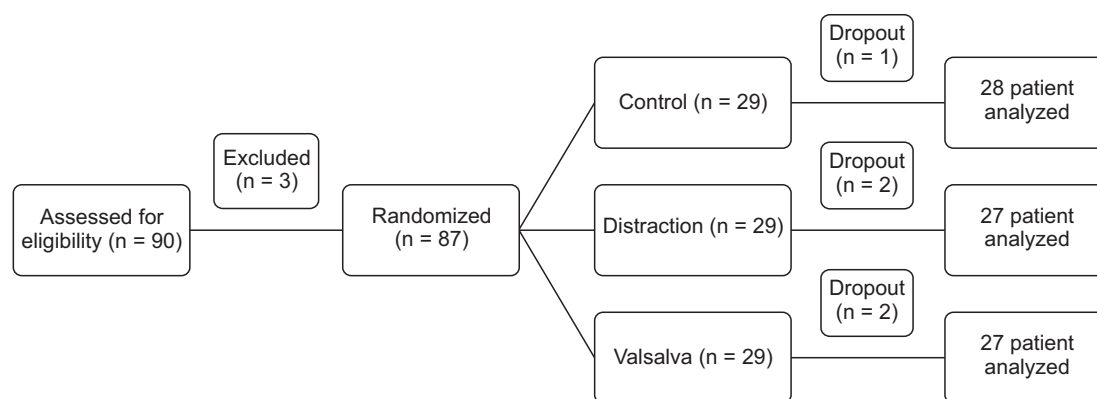 Assessed for
eligibility (n = 90)
Excluded
(n = 3)
Randomized
(n = 87)
Control (n = 29)
Dropout
(n = 1)
28 patient
analyzed
Distraction (n = 29)
Dropout
(n = 2)
27 patient
analyzed
Valsalva (n = 29)
Dropout
(n = 2)
27 patient
analyzed